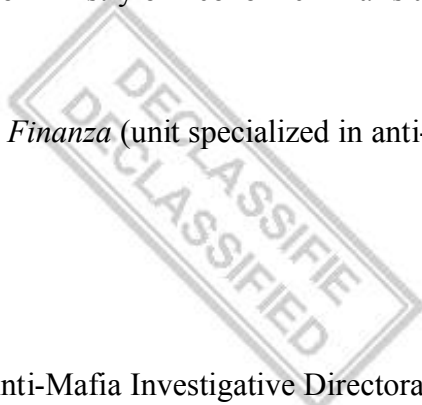 Finanza (unit specialized in anti-
DECLASSIFIE
DECLASSIFIED
nti-Mafia Investigative Directora